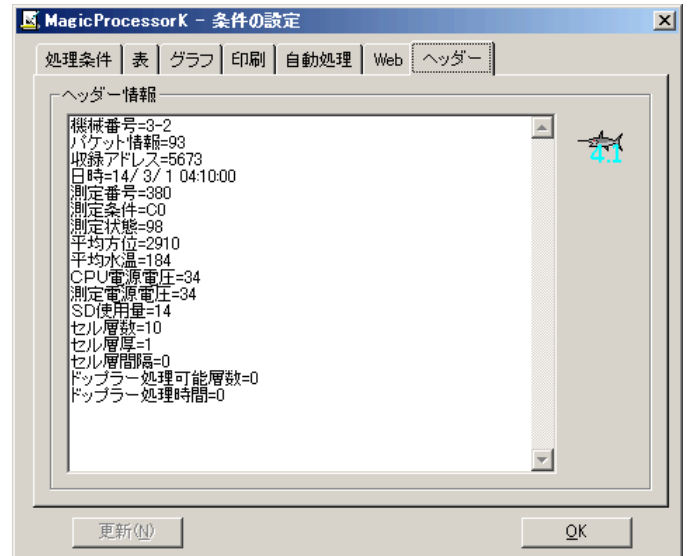 MagicProcessorK - 条件の設定
処理条件 表 グラフ 印刷 自動処理 Web ヘッダー
ヘッダー情報
機械番号=3-2
パケット情報=93
収録アドレス=5673
日時=14/ 3/ 1 04:10:00
測定番号=380
測定条件=C0
測定状態=98
平均方位=2910
平均水温=184
CPU電源電圧=34
測定電源電圧=34
SD使用量=14
セル層数=10
セル層厚=1
セル層間隔=0
ドップラー処理可能層数=0
ドップラー処理時間=0
4.1
更新(N) OK